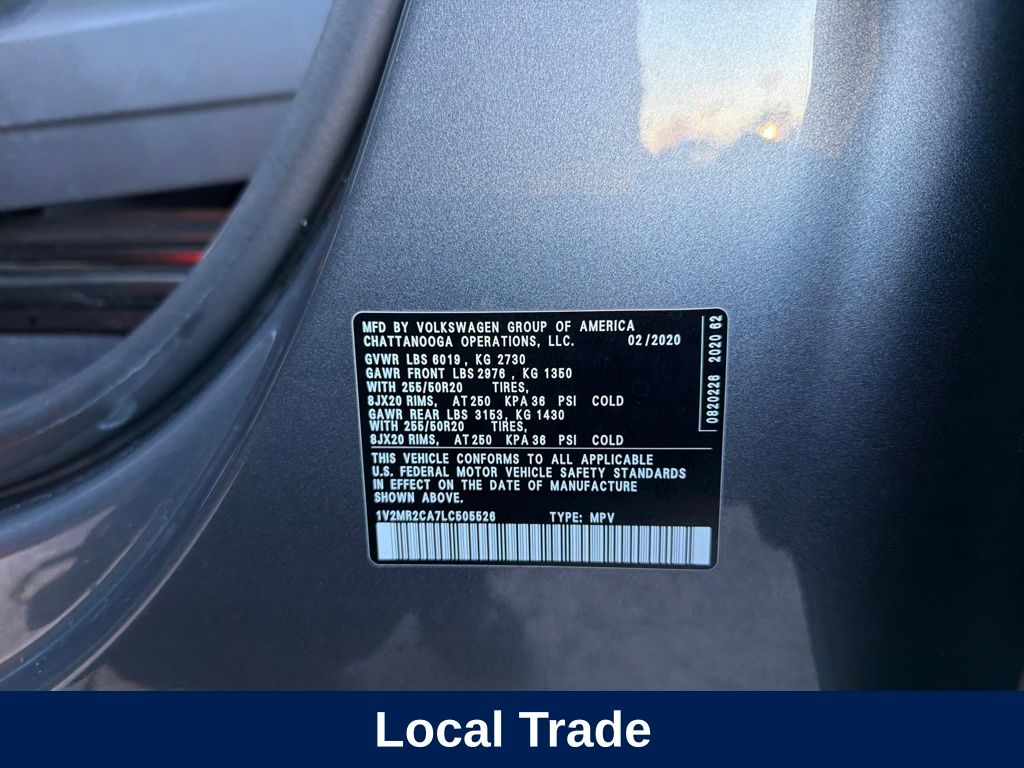 MFD BY VOLKSWAGEN GROUP OF AMERICA
CHATTANOOGA OPERATIONS, LLC. 02/2020
GVWR LBS 6019, KG 2730
GAWR FRONT LBS 2976, KG 1350
WITH 255/50R20 TIRES,
8JX20 RIMS, AT 250 KPA 36 PSI COLD
GAWR REAR LBS 3153, KG 1430
WITH 255/50R20 TIRES,
8JX20 RIMS, AT 250 KPA 36 PSI COLD
THIS VEHICLE CONFORMS TO ALL APPLICABLE
U.S. FEDERAL MOTOR VEHICLE SAFETY STANDARDS
IN EFFECT ON THE DATE OF MANUFACTURE
SHOWN ABOVE.
1V2MR2CA7LC505526 TYPE: MPV
0820226 2020 62
Local Trade